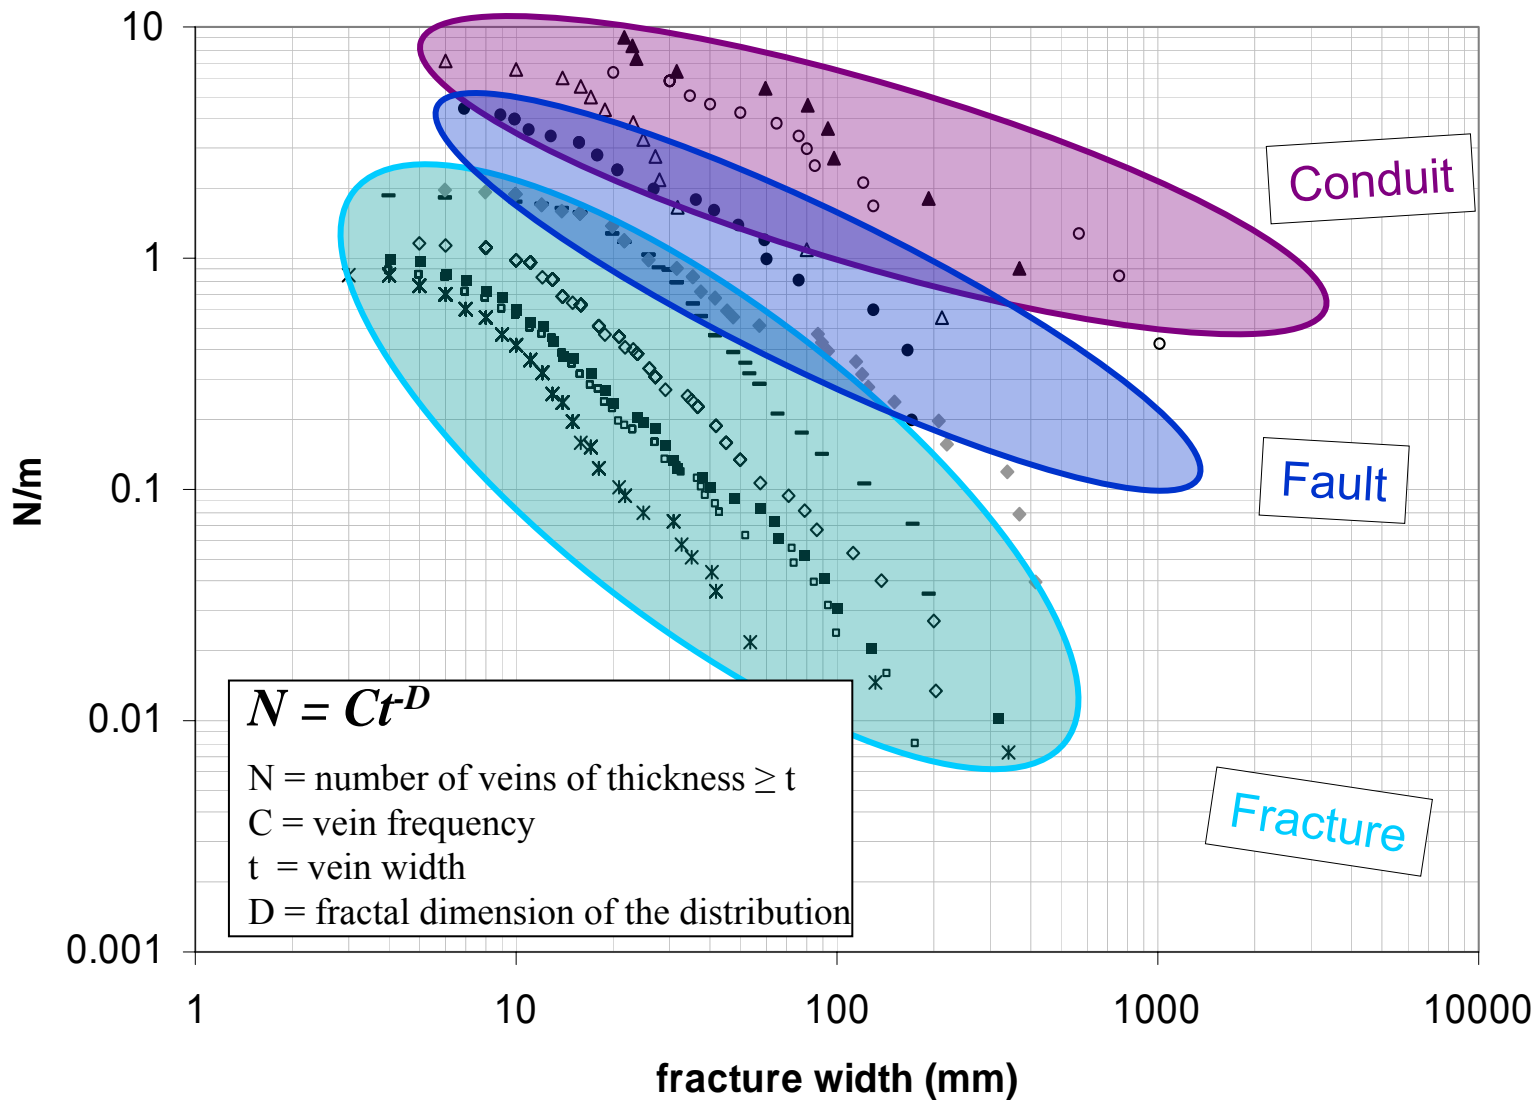 10
1
0.1
0.01
0.001
N/m
Conduit
Fault
Fracture
N = Ct-D
N = number of veins of thickness ≥ t
C = vein frequency
t = vein width
D = fractal dimension of the distribution
1 10 100 1000 10000
fracture width (mm)